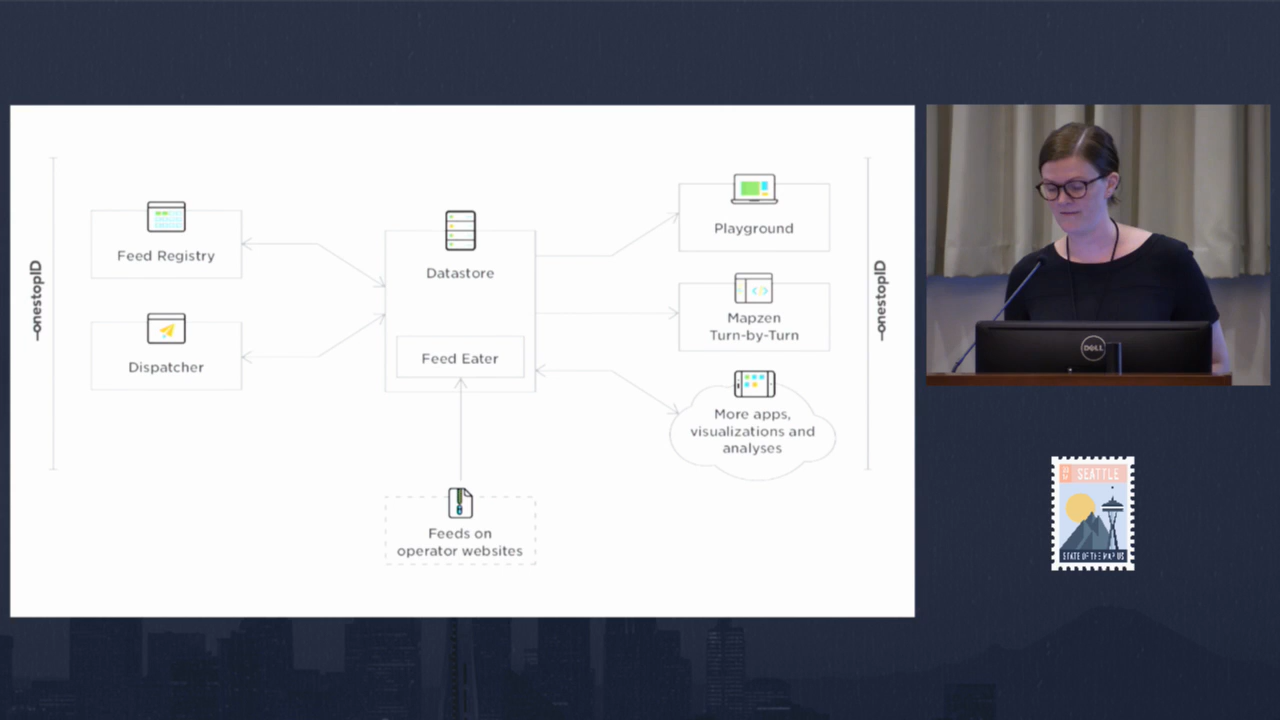 onestopID
Feed Registry
Dispatcher
Datastore
Feed Eater
Feeds on
operator websites
Playground
Mapzen
Turn-by-Turn
More apps,
visualizations and
analyses
onestopID
DELL
SEATTLE
STATE OF THE MAP US